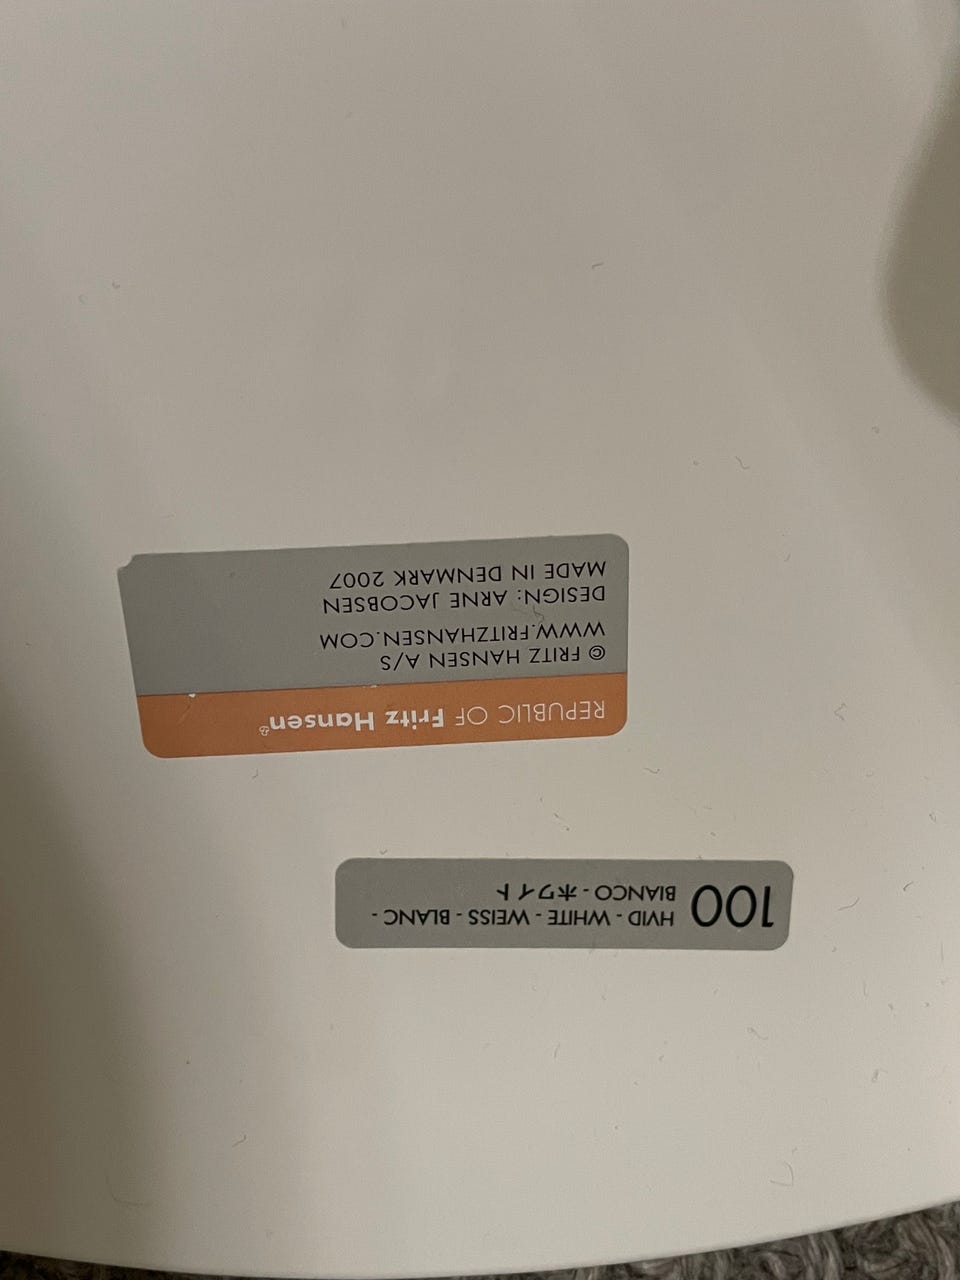 REPUBLIC OF Fritz Hansen®
© FRITZ HANSEN A/S
WWW.FRITZHANSEN.COM
DESIGN: ARNE JACOBSEN
MADE IN DENMARK 2007
100
HVID - WHITE - WEISS - BLANC -
BIANCO - ホワイト